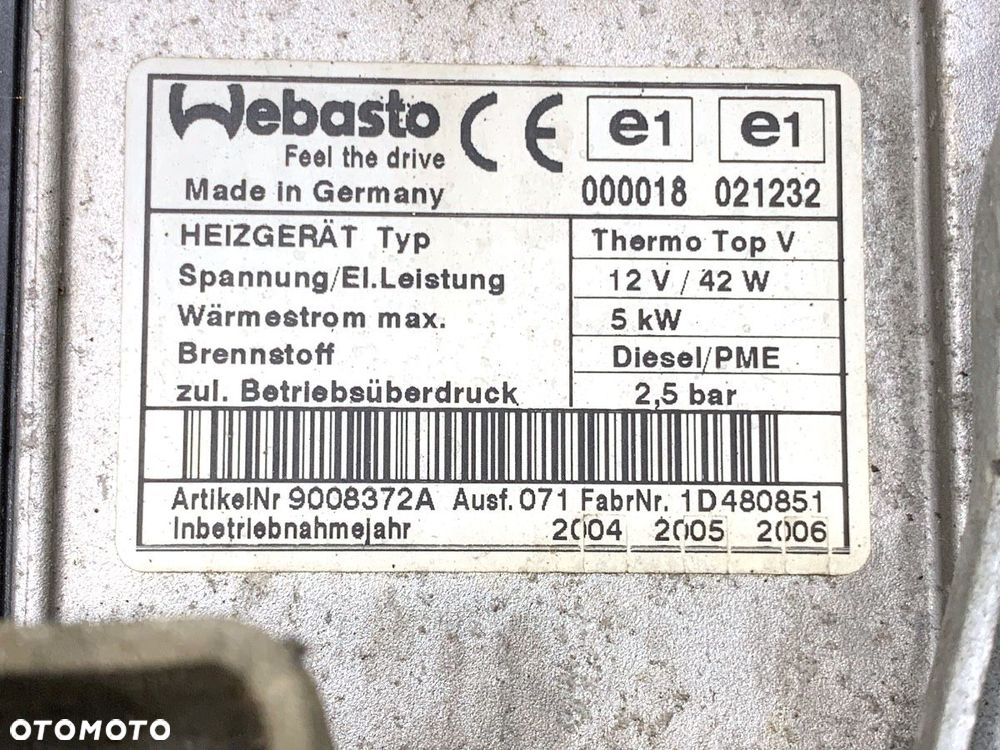 Webasto CE e1 e1
Feel the drive
Made in Germany 000018 021232
HEIZGERÄT Typ Thermo Top V
Spannung/El.Leistung 12 V / 42 W
Wärmestrom max. 5 kW
Brennstoff Diesel/PME
zul. Betriebsüberdruck 2,5 bar
ArtikelNr 9008372A Ausf.071 FabrNr. 1D480851
Inbetriebnahmejahr 2004 2005 2006
OTOMOTO